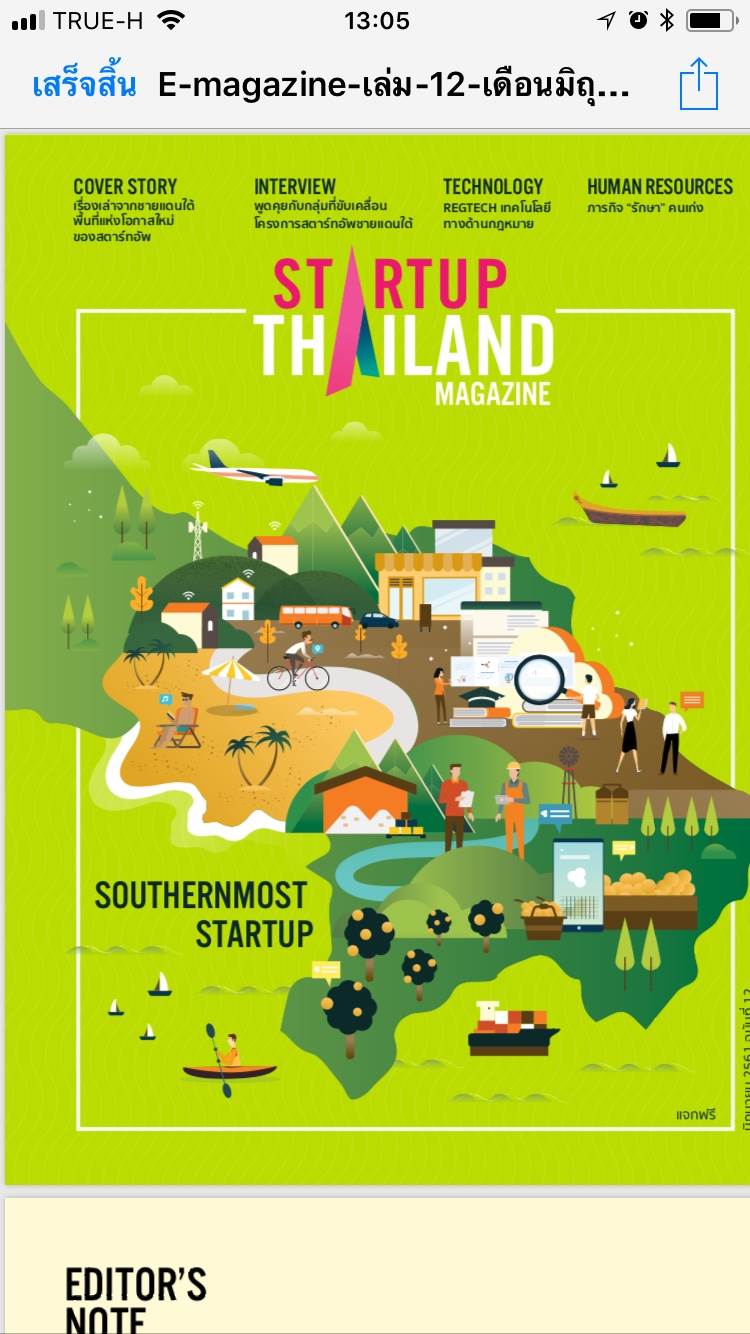 TRUE-H
13:05
เสร็จสิ้น
E-magazine-เล่ม-12-เดือนมิถุ...
COVER STORY
เรื่องเล่าจากชายแดนใต้
พื้นที่แห่งโอกาสใหม่
ของสตาร์ทอัพ
INTERVIEW
พูดคุยกับกลุ่มที่ขับเคลื่อน
โครงการสตาร์ทอัพชายแดนใต้
TECHNOLOGY
REGTECH เทคโนโลยี
ทางด้านกฎหมาย
HUMAN RESOURCES
ภารกิจ “รักษา” คนเก่ง
STARTUP
THAILAND
MAGAZINE
SOUTHERNMOST
STARTUP
มิถุนายน 2561 ฉบับที่ 12
แจกฟรี
EDITOR’S
NOTE